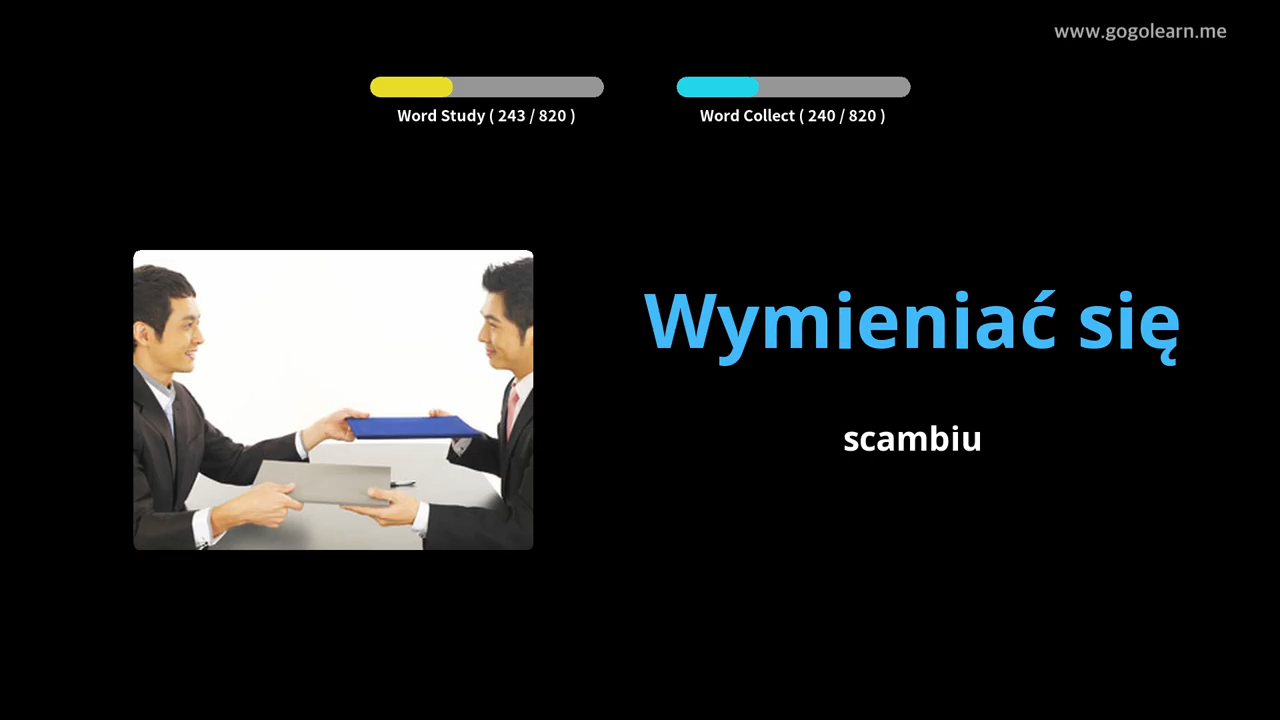 www.gogolearn.me
Word Study ( 243 / 820 )
Word Collect ( 240 / 820 )
Wymieniać się
scambiu